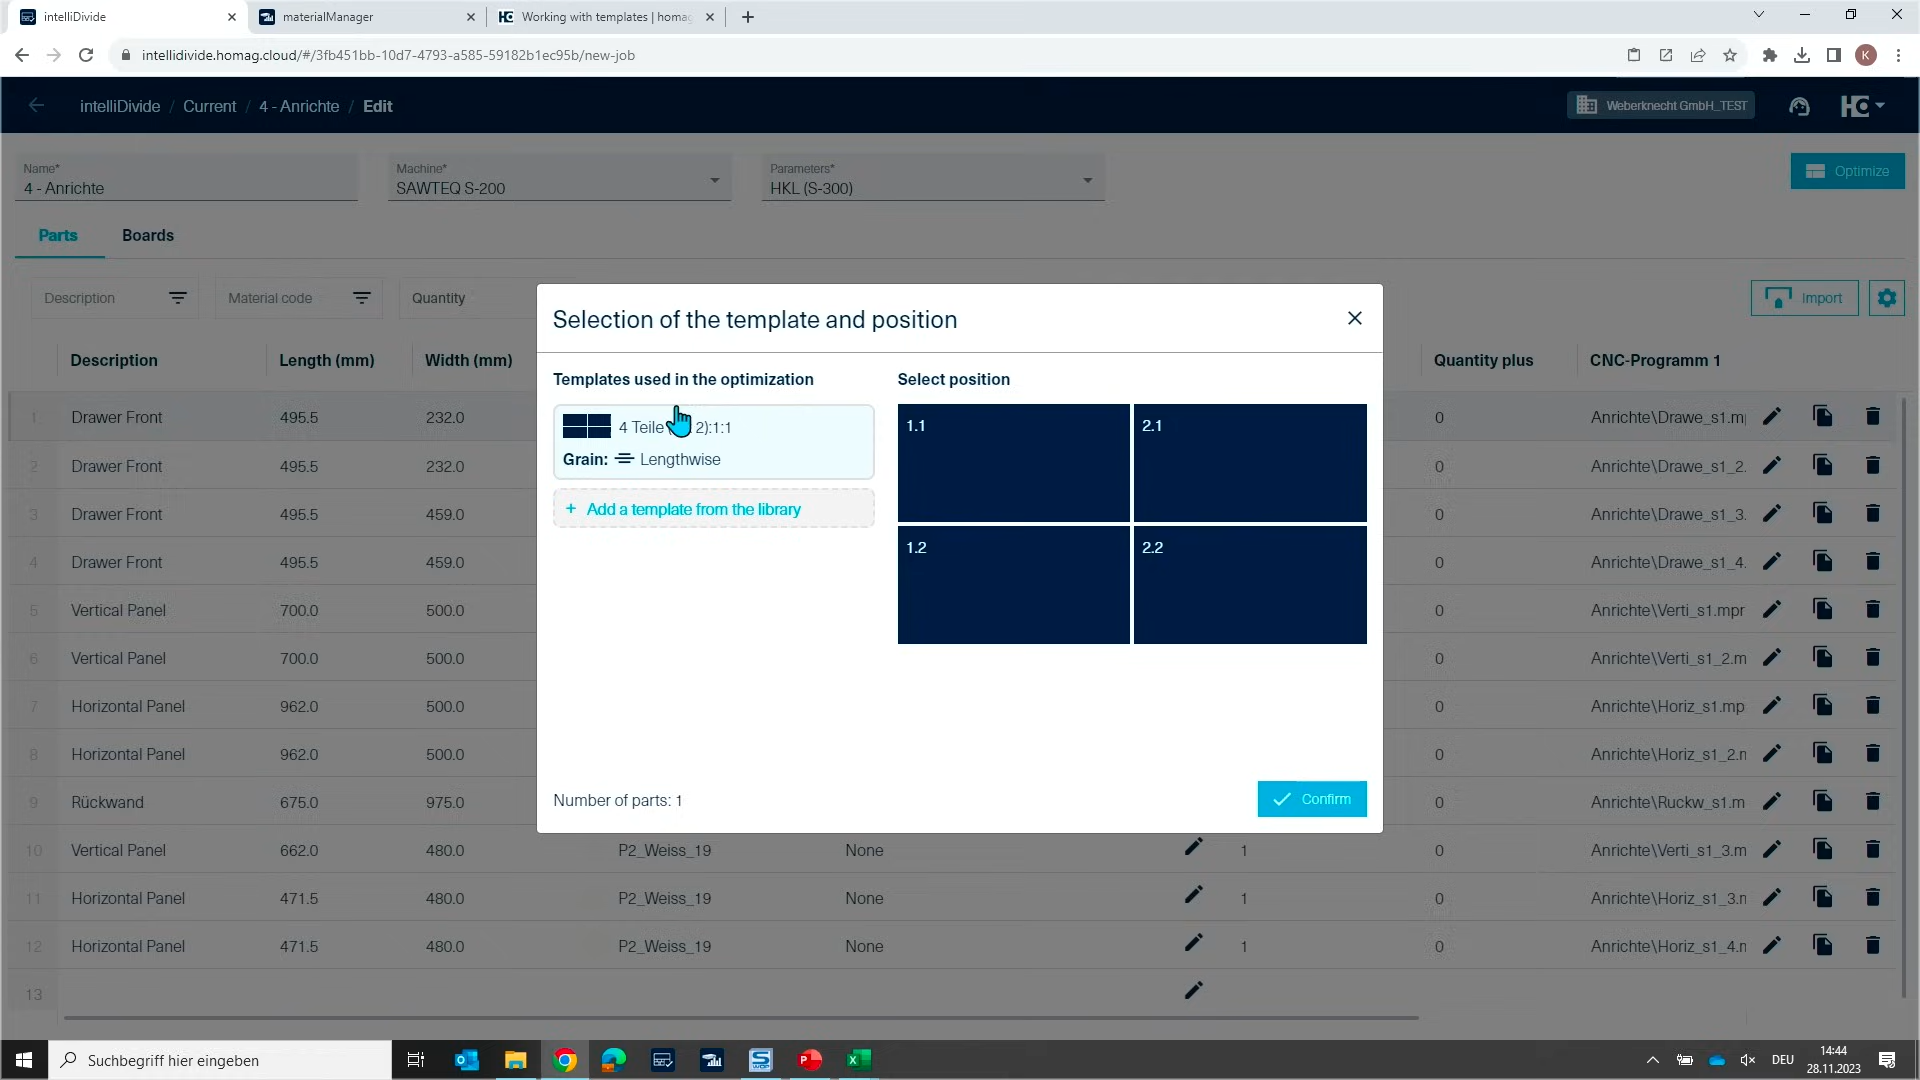 intelliDivide
materialManager
Working with templates | homag
intellidivide.homag.cloud/#/3fb451bb-10d7-4793-a585-59182b1ec95b/new-job
K
intelliDivide / Current / 4 - Anrichte / Edit
Weberknecht GmbH_TEST
Name*
4 - Anrichte
Machine*
SAWTEQ S-200
Parameters*
HKL (S-300)
Optimize
Parts
Boards
Description
Material code
Quantity
Import
Description Length (mm) Width (mm) Quantity plus CNC-Programm 1
1 Drawer Front 495.5 232.0 0 Anrichte\Drawe_s1.m
2 Drawer Front 495.5 232.0 0 Anrichte\Drawe_s1_2.
3 Drawer Front 495.5 459.0 0 Anrichte\Drawe_s1_3.
4 Drawer Front 495.5 459.0 0 Anrichte\Drawe_s1_4.
5 Vertical Panel 700.0 500.0 0 Anrichte\Verti_s1.mpr
6 Vertical Panel 700.0 500.0 0 Anrichte\Verti_s1_2.m
7 Horizontal Panel 962.0 500.0 0 Anrichte\Horiz_s1.mp
8 Horizontal Panel 962.0 500.0 0 Anrichte\Horiz_s1_2.n
9 Rückwand 675.0 975.0 0 Anrichte\Ruckw_s1.m
10 Vertical Panel 662.0 480.0 P2_Weiss_19 None 1 0 Anrichte\Verti_s1_3.m
11 Horizontal Panel 471.5 480.0 P2_Weiss_19 None 1 0 Anrichte\Horiz_s1_3.n
12 Horizontal Panel 471.5 480.0 P2_Weiss_19 None 1 0 Anrichte\Horiz_s1_4.n
13
Selection of the template and position
Templates used in the optimization
4 Teile 2):1:1
Grain: Lengthwise
+ Add a template from the library
Select position
1.1
2.1
1.2
2.2
Number of parts: 1
Confirm
Suchbegriff hier eingeben
DEU
14:44
28.11.2023